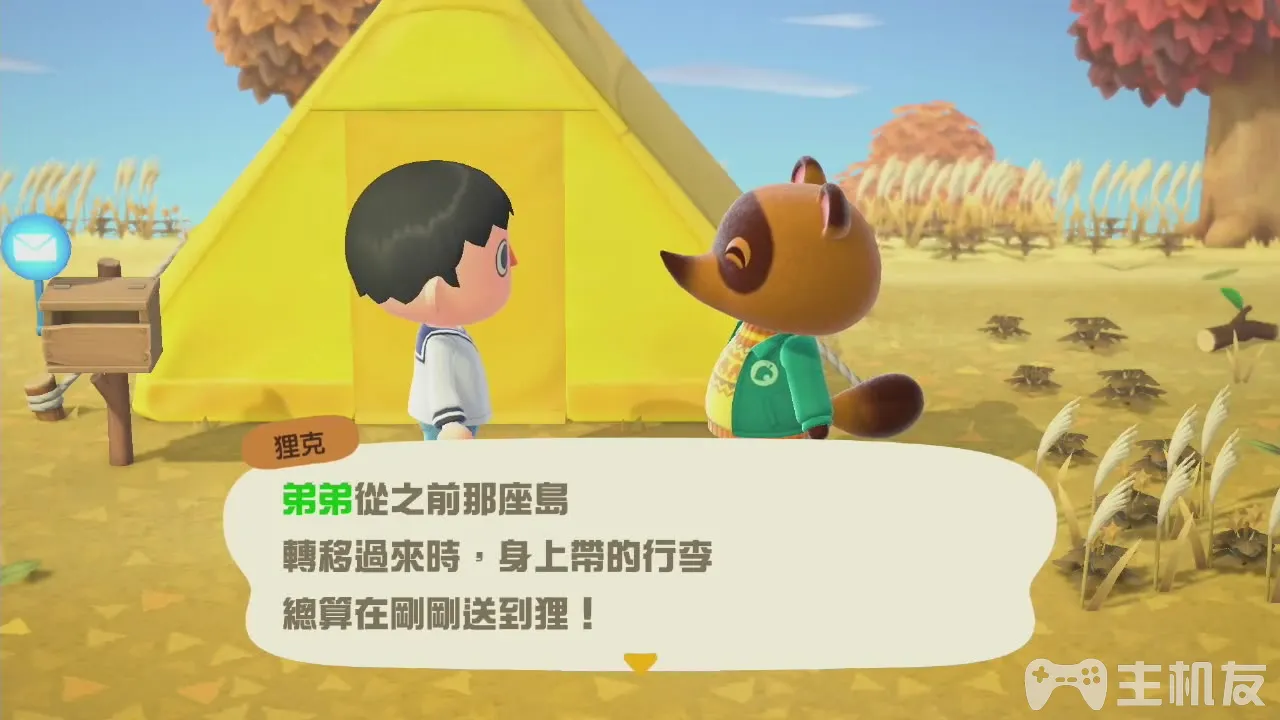 狸克
弟弟從之前那座島
轉移過來時，身上帶的行李
總算在剛剛送到狸！
主机友